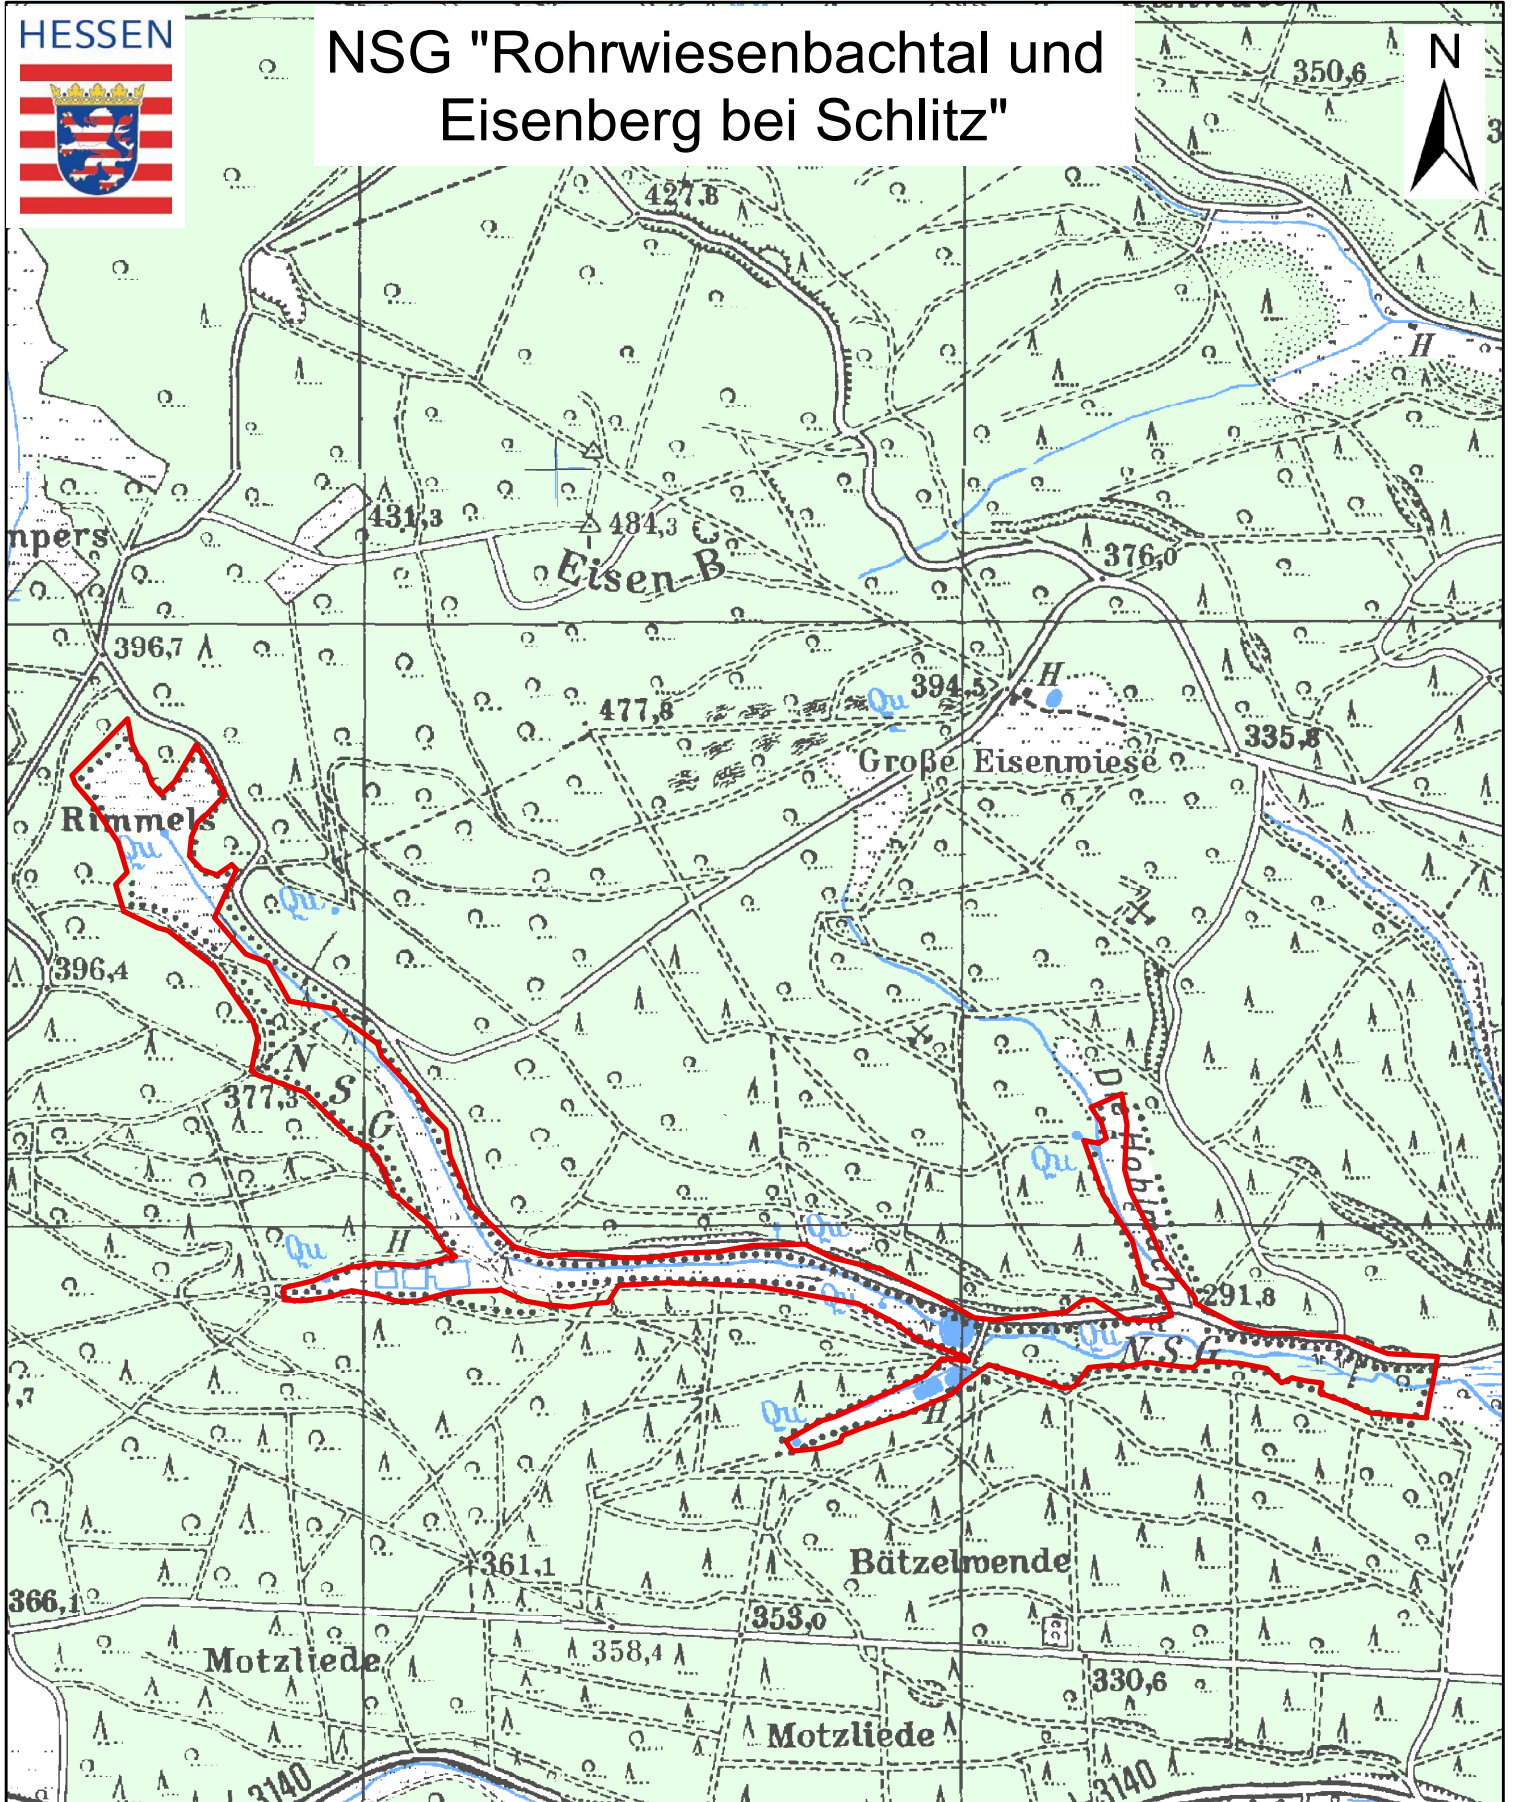 HESSEN
NSG "Rohrwiesenbachtal und
Eisenberg bei Schlitz"
N
350,6
427,8
H
431,3
484,3
Eisen-B
npers
376,0
396,7
H
394,5
Qu
477,8
335,8
Große Eisenwiese
Rimmels
Qu
Qu
396,4
N
S
G
377,3
D
Qu
Qu
H
Qu
291,8
Qu
Qu
N S G
,7
Qu
H
361,1
Bätzelwende
366,1
353,0
358,4
Motzliede
330,6
Motzliede
3140
3140